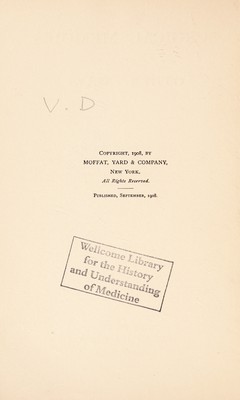 V. D
COPYRIGHT, 1908, BY
MOFFAT, YARD & COMPANY,
NEW YORK.
All Rights Reserved.
PUBLISHED, SEPTEMBER, 1908.
Wellcome Library
for the History
and Understanding
of Medicine